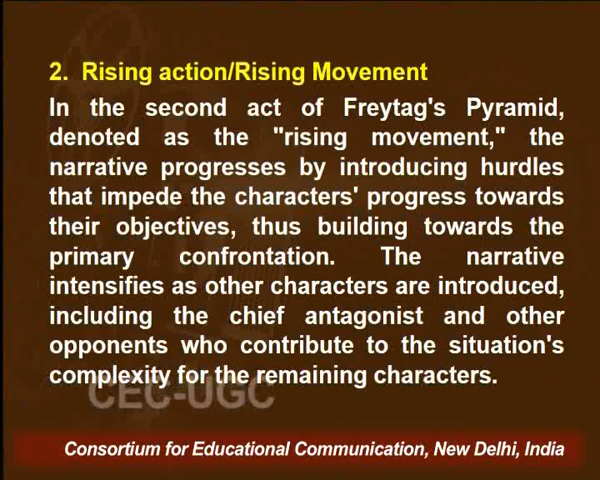 2. Rising action/Rising Movement
In the second act of Freytag's Pyramid,
denoted as the "rising movement," the
narrative progresses by introducing hurdles
that impede the characters' progress towards
their objectives, thus building towards the
primary confrontation. The narrative
intensifies as other characters are introduced,
including the chief antagonist and other
opponents who contribute to the situation's
complexity for the remaining characters.
CEC-UGC
Consortium for Educational Communication, New Delhi, India